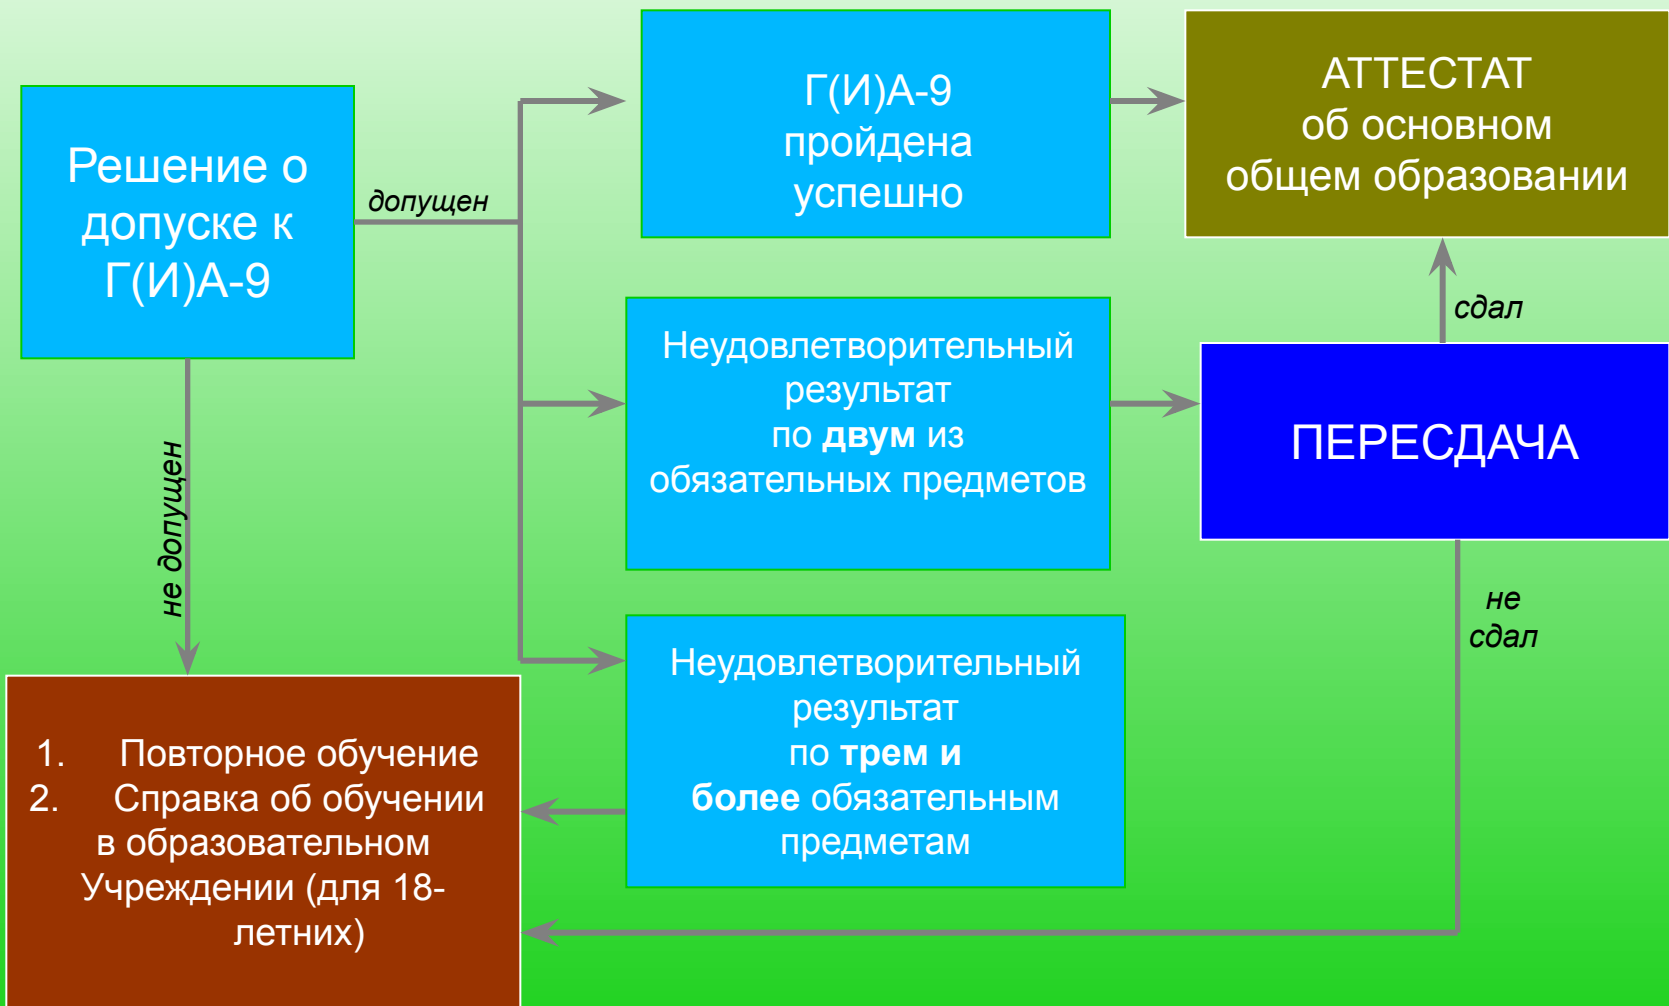 Решение о
допуске к
Г(И)А-9
допущен
не допущен
Г(И)А-9
пройдена
успешно
АТТЕСТАТ
об основном
общем образовании
Неудовлетворительный
результат
по двум из
обязательных предметов
сдал
ПЕРЕСДАЧА
не
сдал
Неудовлетворительный
результат
по трем и
более обязательным
предметам
1. Повторное обучение
2. Справка об обучении
в образовательном
Учреждении (для 18-
летних)